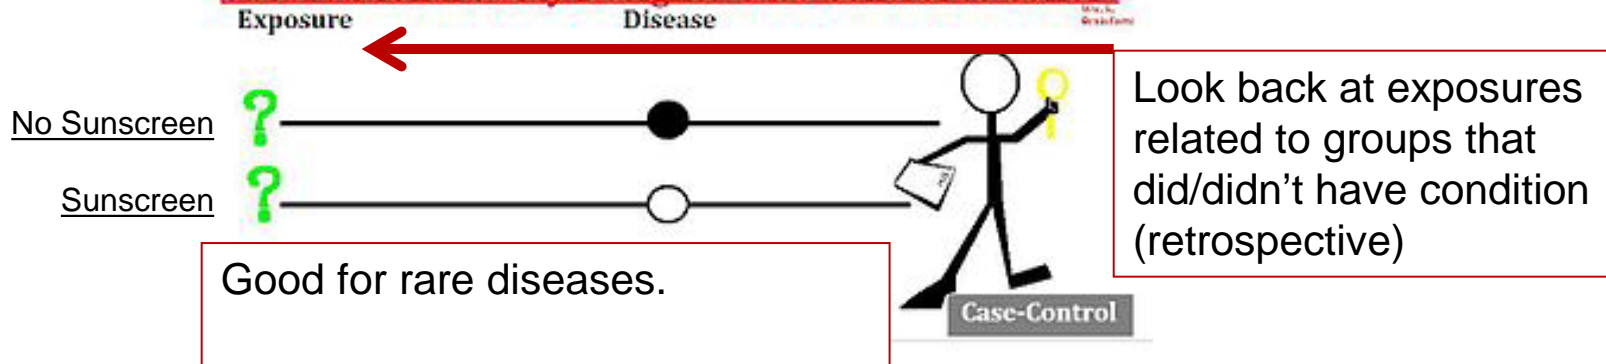 Exposure
Disease
No Sunscreen
Sunscreen
Look back at exposures
related to groups that
did/didn't have condition
(retrospective)
Good for rare diseases.
Case-Control